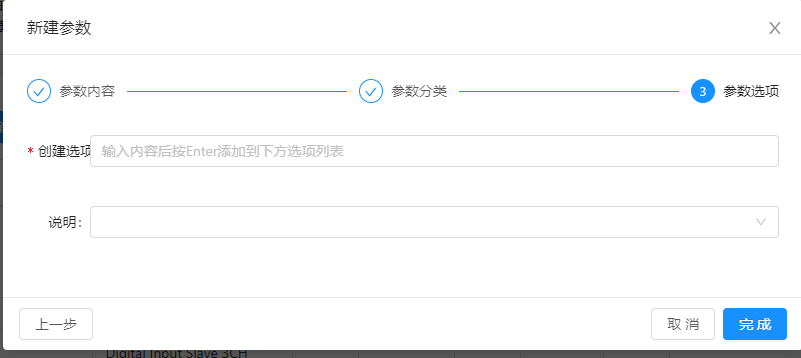 新建参数
参数内容
参数分类
3 参数选项
* 创建选项
输入内容后按Enter添加到下方选项列表
说明:
上一步
取消
完成
Digital Input Slave 3CH